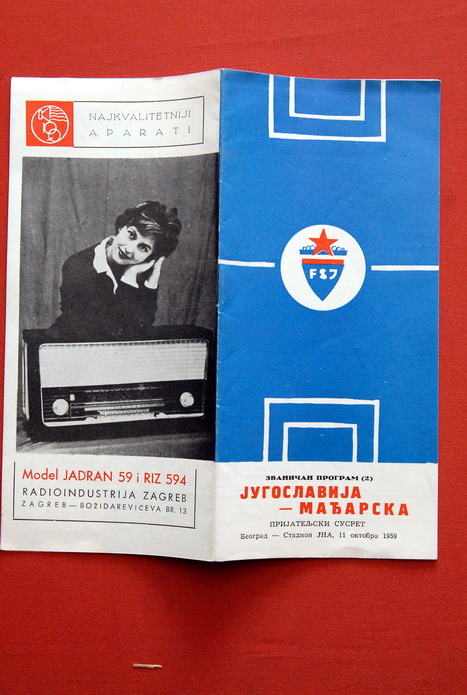 NAJKVALITETNIJI
APARATI
Model JADRAN 59 i RIZ 594
RADIOINDUSTRIJA ZAGREB
ZAGREB — BOŽIDAREVIĆEVA BR. 13
FSJ
ЗВАНИЧАН ПРОГРАМ (2)
ЈУГОСЛАВИЈА
— МАЂАРСКА
ПРИЈАТЕЉСКИ СУСРЕТ
Београд — Стадион ЈНА, 11 октобра 1959